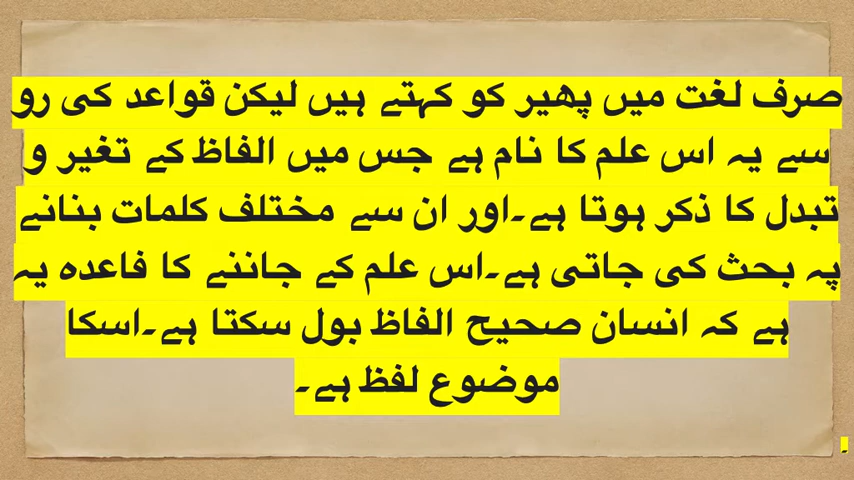 صرف لغت میں پھیر کو کہتے ہیں لیکن قواعد کی رو
سے یہ اس علم کا نام ہے جس میں الفاظ کے تغیر و
تبدل کا ذکر ہوتا ہے۔اور ان سے مختلف کلمات بنانے
پہ بحث کی جاتی ہے۔اس علم کے جاننے کا فاعدہ یہ
ہے کہ انسان صحیح الفاظ بول سکتا ہے۔اسکا
موضوع لفظ ہے۔
۔